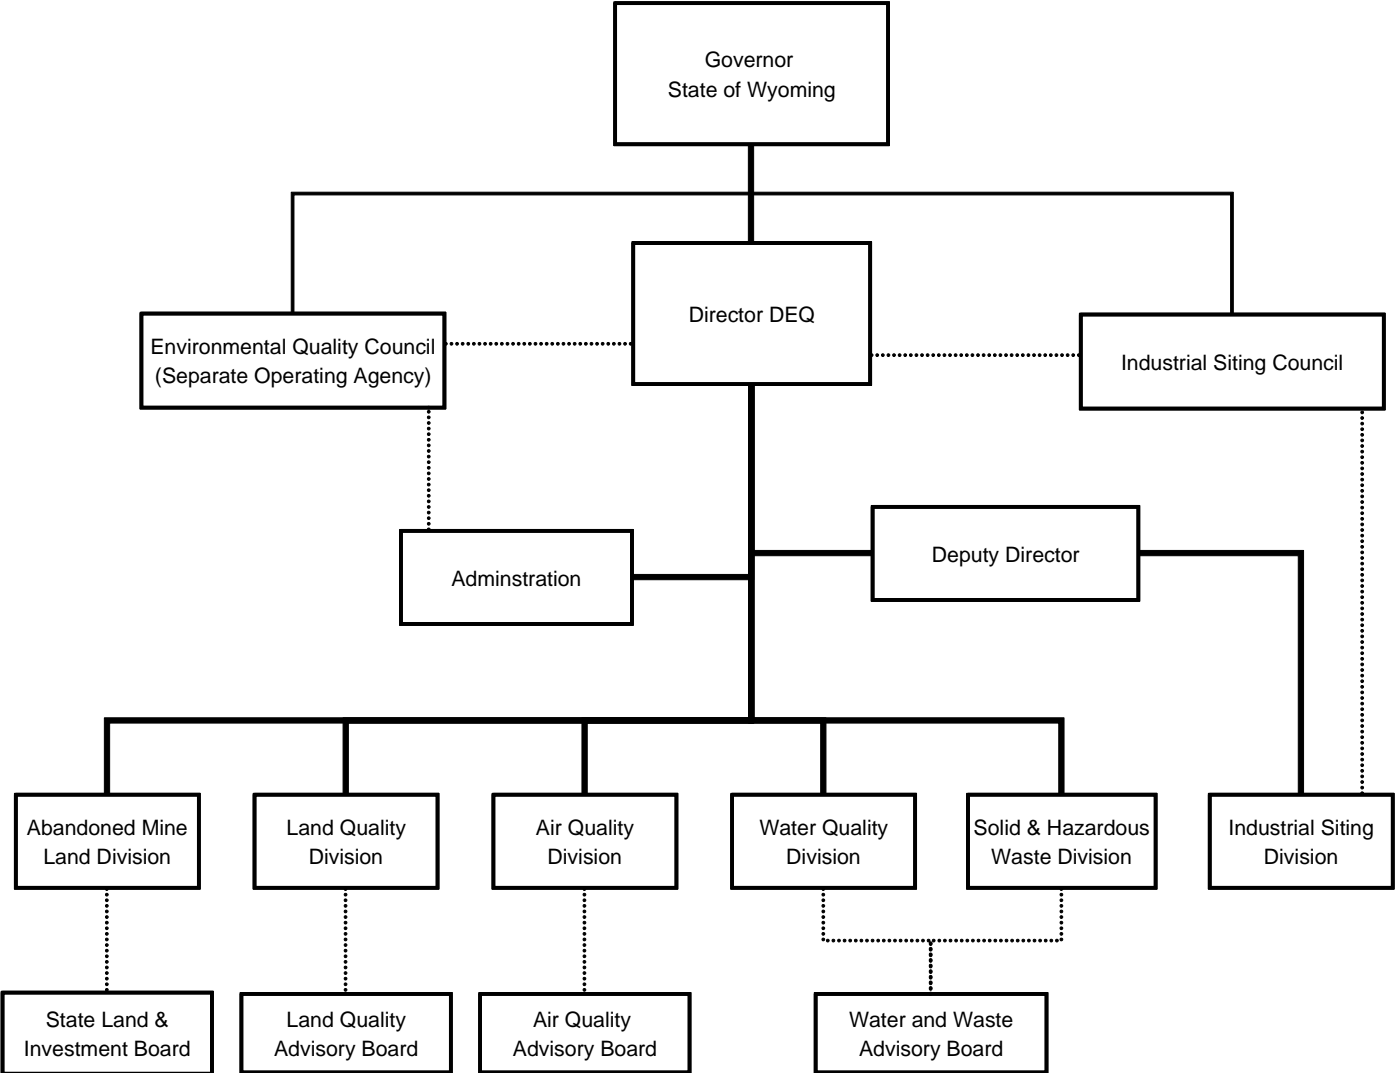 Governor
State of Wyoming
Director DEQ
Environmental Quality Council
(Separate Operating Agency)
Industrial Siting Council
Deputy Director
Adminstration
Abandoned Mine
Land Division
Land Quality
Division
Air Quality
Division
Water Quality
Division
Solid & Hazardous
Waste Division
Industrial Siting
Division
State Land &
Investment Board
Land Quality
Advisory Board
Air Quality
Advisory Board
Water and Waste
Advisory Board